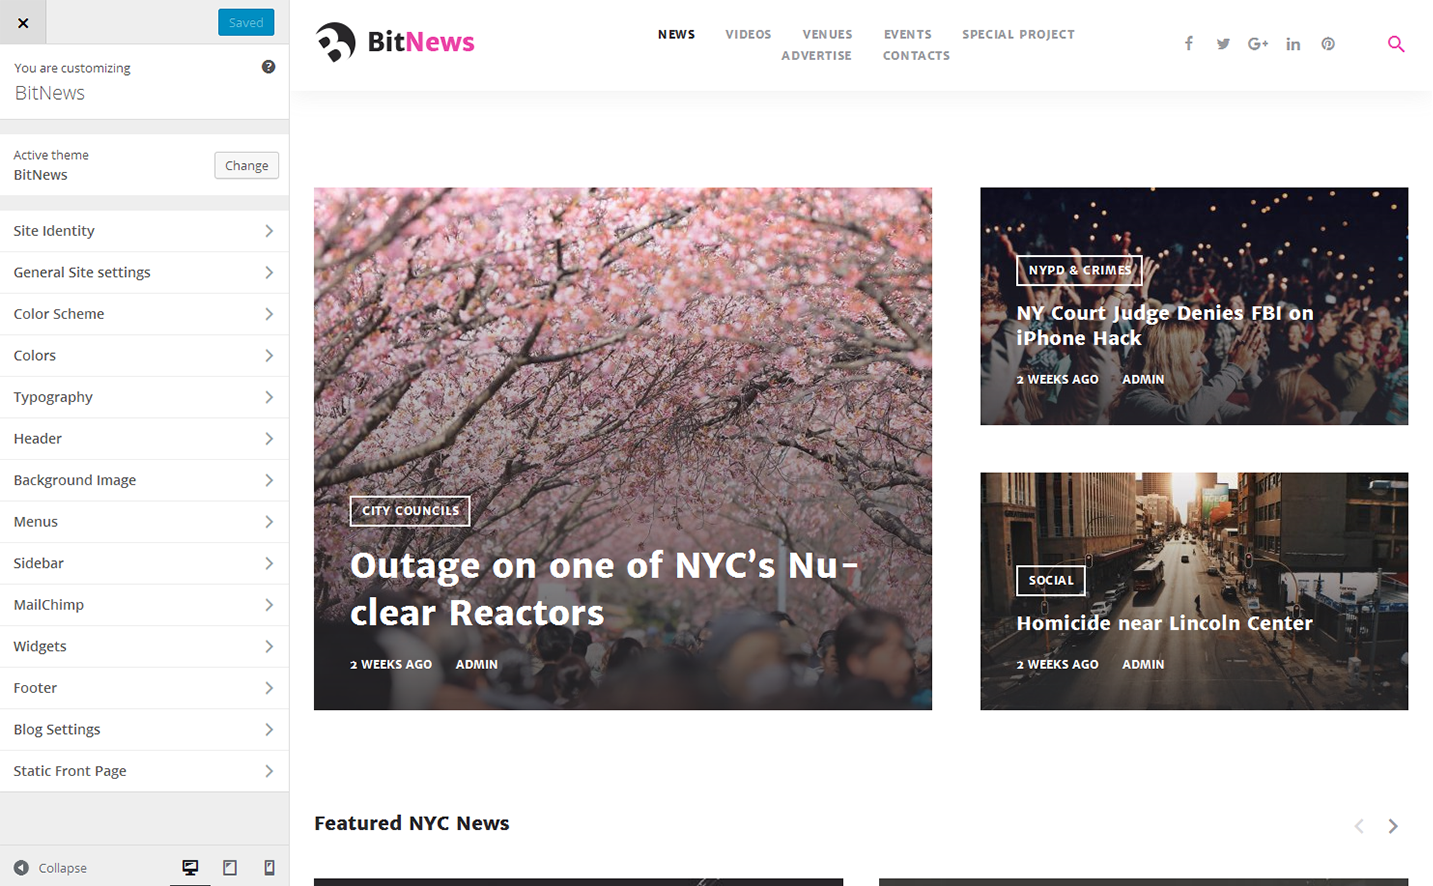 Saved
You are customizing
BitNews
Active theme
BitNews
Change
Site Identity
General Site settings
Color Scheme
Colors
Typography
Header
Background Image
Menus
Sidebar
MailChimp
Widgets
Footer
Blog Settings
Static Front Page
Collapse
BitNews
NEWS VIDEOS VENUES EVENTS SPECIAL PROJECT
ADVERTISE CONTACTS
CITY COUNCILS
Outage on one of NYC’s Nu-
clear Reactors
2 WEEKS AGO ADMIN
NYPD & CRIMES
NY Court Judge Denies FBI on
iPhone Hack
2 WEEKS AGO ADMIN
SOCIAL
Homicide near Lincoln Center
2 WEEKS AGO ADMIN
Featured NYC News